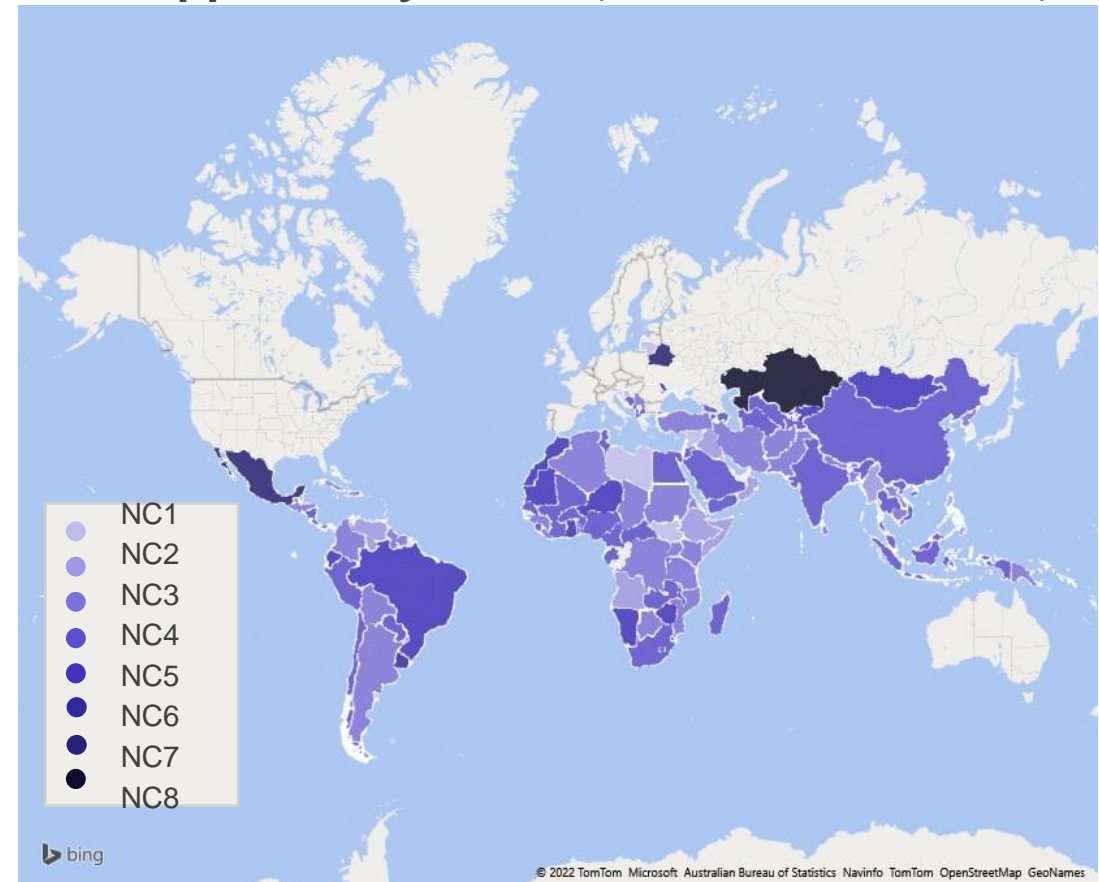 NC1
NC2
NC3
NC4
NC5
NC6
NC7
NC8
bing
© 2022 TomTom Microsoft Australian Bureau of Statistics Navinfo TomTom OpenStreetMap GeoNames